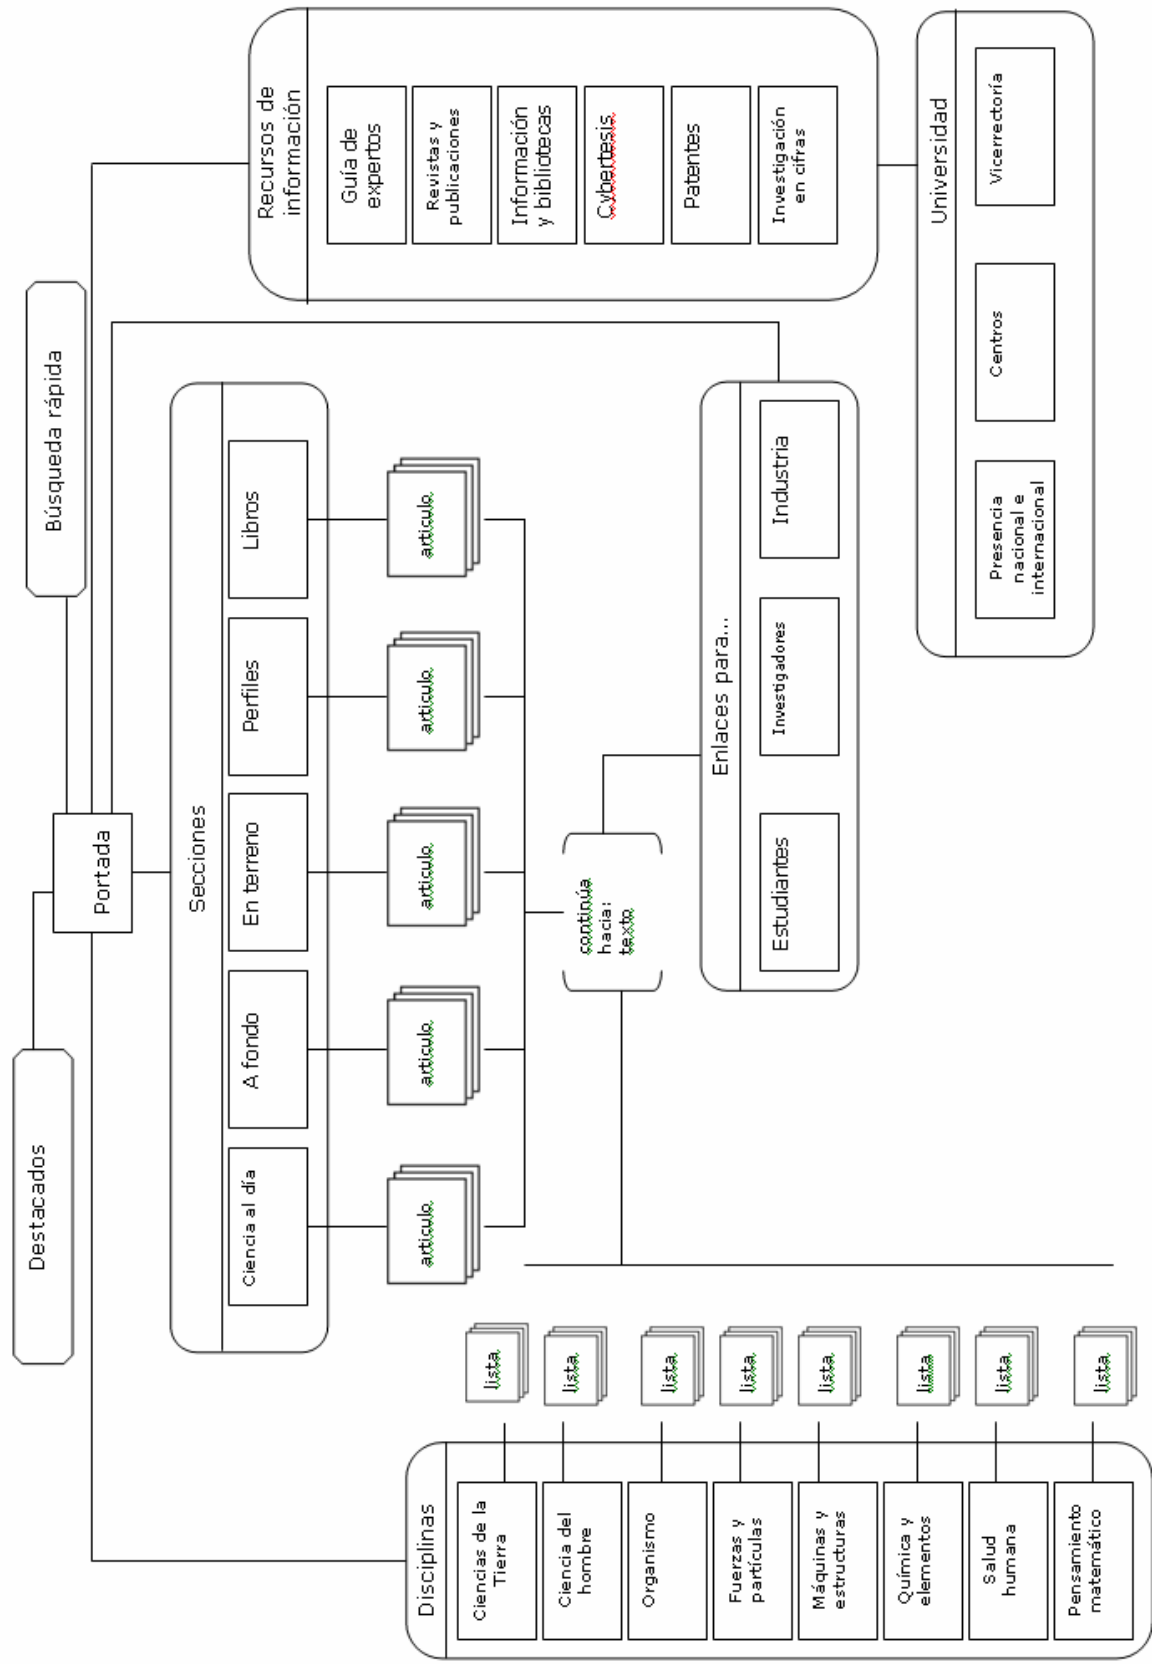 Destacados
Búsqueda rápida
Portada
Disciplinas
Ciencias de la
Tierra
lista
Ciencia del
hombre
lista
Organismo
lista
Fuerzas y
partículas
lista
Máquinas y
estructuras
lista
Química y
elementos
lista
Salud
humana
lista
Pensamiento
matemático
lista
Secciones
Ciencia al día
A fondo
En terreno
Perfiles
Libros
articulo
articulo
articulo
articulo
articulo
continúa
hacia:
texto
Enlaces para...
Estudiantes
Investigadores
Industria
Recursos de
información
Guía de
expertos
Revistas y
publicaciones
Información
y bibliotecas
Cybertesis
Patentes
Investigación
en cifras
Universidad
Presencia
nacional e
internacional
Centros
Vicerrectoría